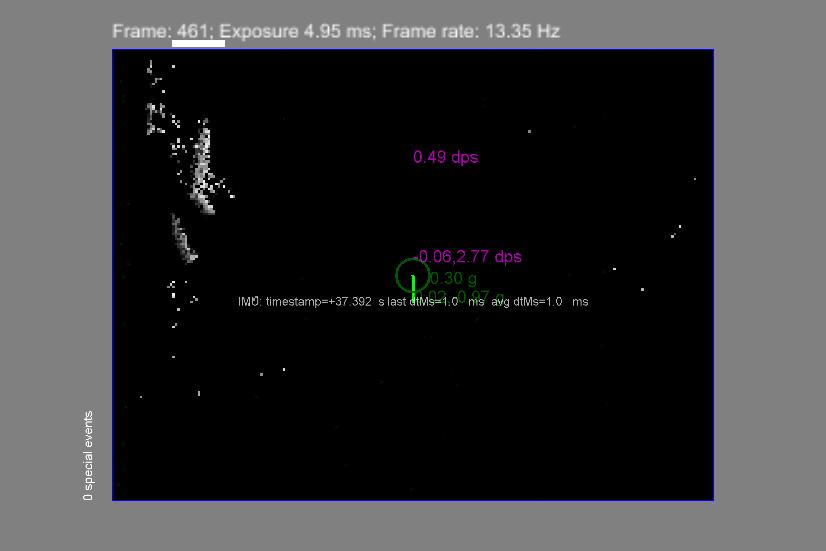 Frame: 461; Exposure 4.95 ms; Frame rate: 13.35 Hz
0.49 dps
-0.06,2.77 dps
0.30 g
IMU: timestamp=+37.392 s last dtMs=1.0 ms avg dtMs=1.0 ms
0 special events